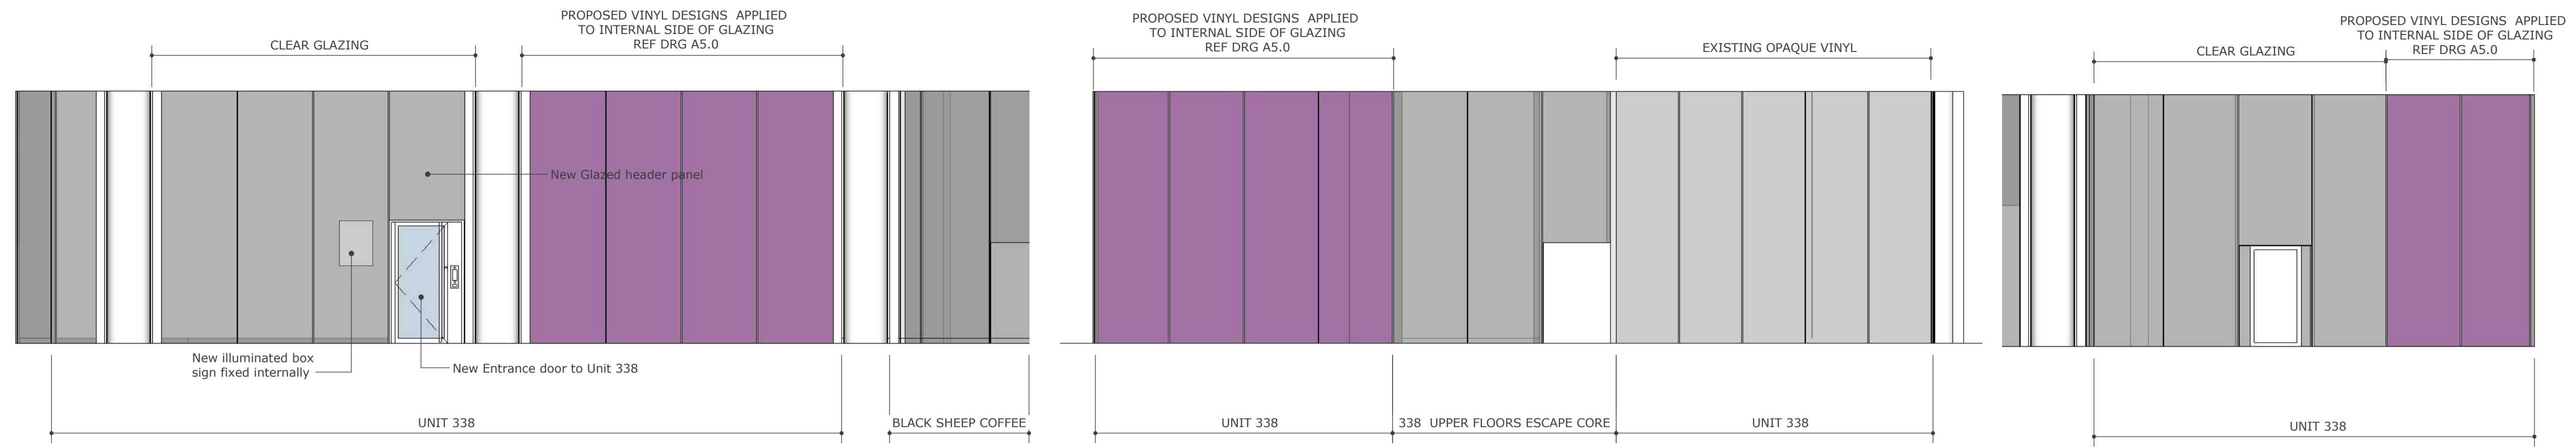 PROPOSED VINYL DESIGNS APPLIED
TO INTERNAL SIDE OF GLAZING
REF DRG A5.0
CLEAR GLAZING
New Glazed header panel
New illuminated box
sign fixed internally
New Entrance door to Unit 338
UNIT 338
BLACK SHEEP COFFEE
PROPOSED VINYL DESIGNS APPLIED
TO INTERNAL SIDE OF GLAZING
REF DRG A5.0
EXISTING OPAQUE VINYL
UNIT 338
338 UPPER FLOORS ESCAPE CORE
UNIT 338
PROPOSED VINYL DESIGNS APPLIED
TO INTERNAL SIDE OF GLAZING
REF DRG A5.0
CLEAR GLAZING
UNIT 338